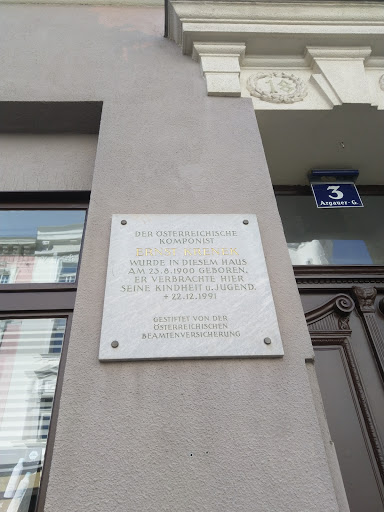 DER ÖSTERREICHISCHE
KOMPONIST
ERNST KRENEK
WURDE IN DIESEM HAUS
AM 23.8.1900 GEBOREN,
ER VERBRACHTE HIER
SEINE KINDHEIT u. JUGEND.
+ 22.12.1991
GESTIFTET VON DER
ÖSTERREICHISCHEN
BEAMTENVERSICHERUNG
3
Argauer-G.